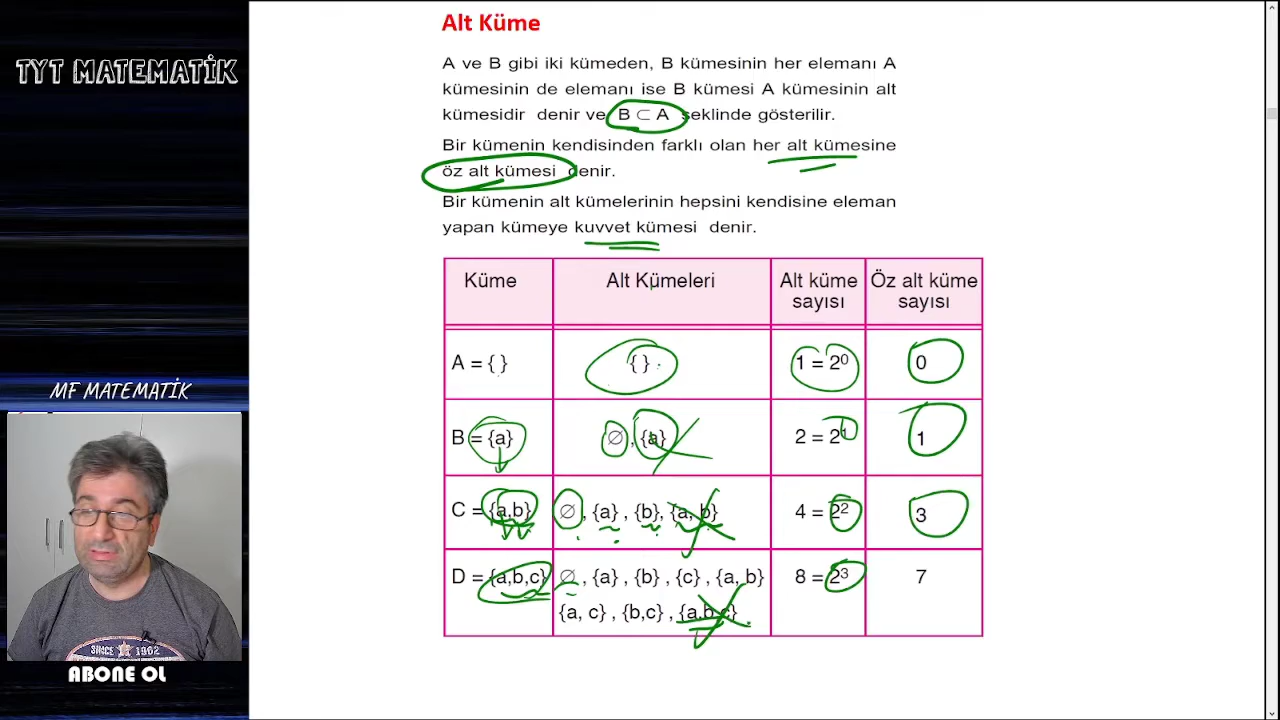 Alt Küme
TYT MATEMATİK
A ve B gibi iki kümeden, B kümesinin her elemanı A
kümesinin de elemanı ise B kümesi A kümesinin alt
kümesidir denir ve B ⊂ A şeklinde gösterilir.
Bir kümenin kendisinden farklı olan her alt kümesine
öz alt kümesi denir.
Bir kümenin alt kümelerinin hepsini kendisine eleman
yapan kümeye kuvvet kümesi denir.
Küme Alt Kümeleri Alt küme sayısı Öz alt küme sayısı
A = { } { } 1 = 2⁰ 0
B = {a} ∅, {a} 2 = 2¹ 1
C = {a,b} ∅, {a} , {b}, {a, b} 4 = 2² 3
D = {a,b,c} ∅ , {a} , {b} , {c} , {a, b} 8 = 2³ 7
{a, c} , {b,c} , {a,b,c}
MF MATEMATİK
SINCE 1902
ABONE OL